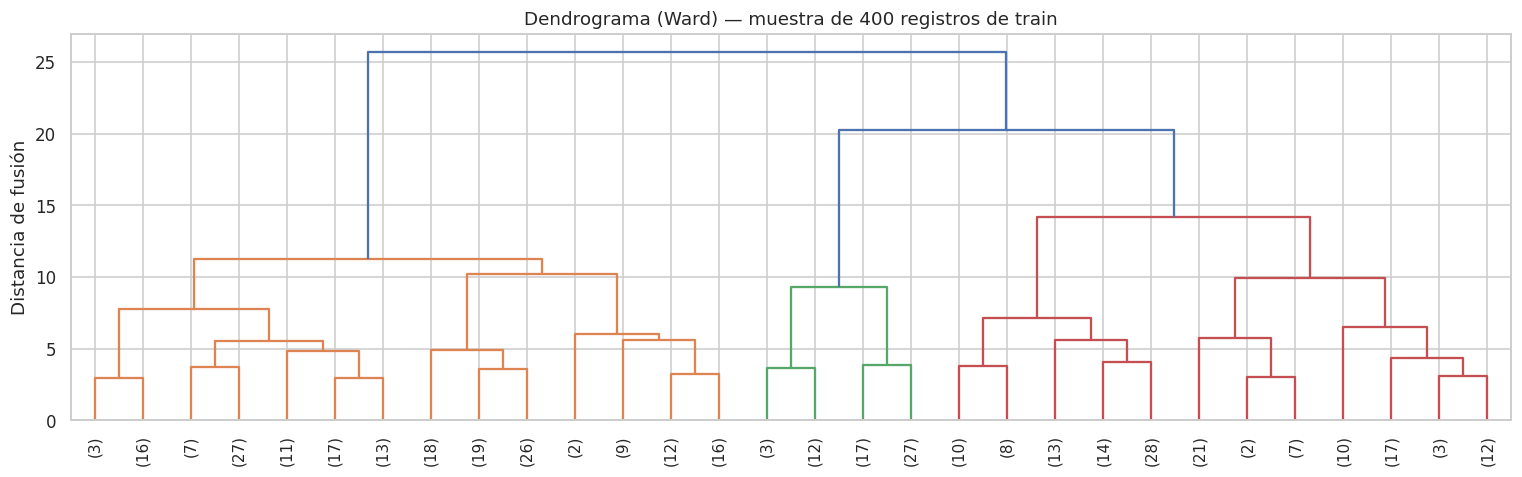 Dendrograma (Ward) — muestra de 400 registros de train
Distancia de fusión
25
20
15
10
5
0
(3) (16) (7) (27) (11) (17) (13) (18) (19) (26) (2) (9) (12) (16) (3) (12) (17) (27) (10) (8) (13) (14) (28) (21) (2) (7) (10) (17) (3) (12)